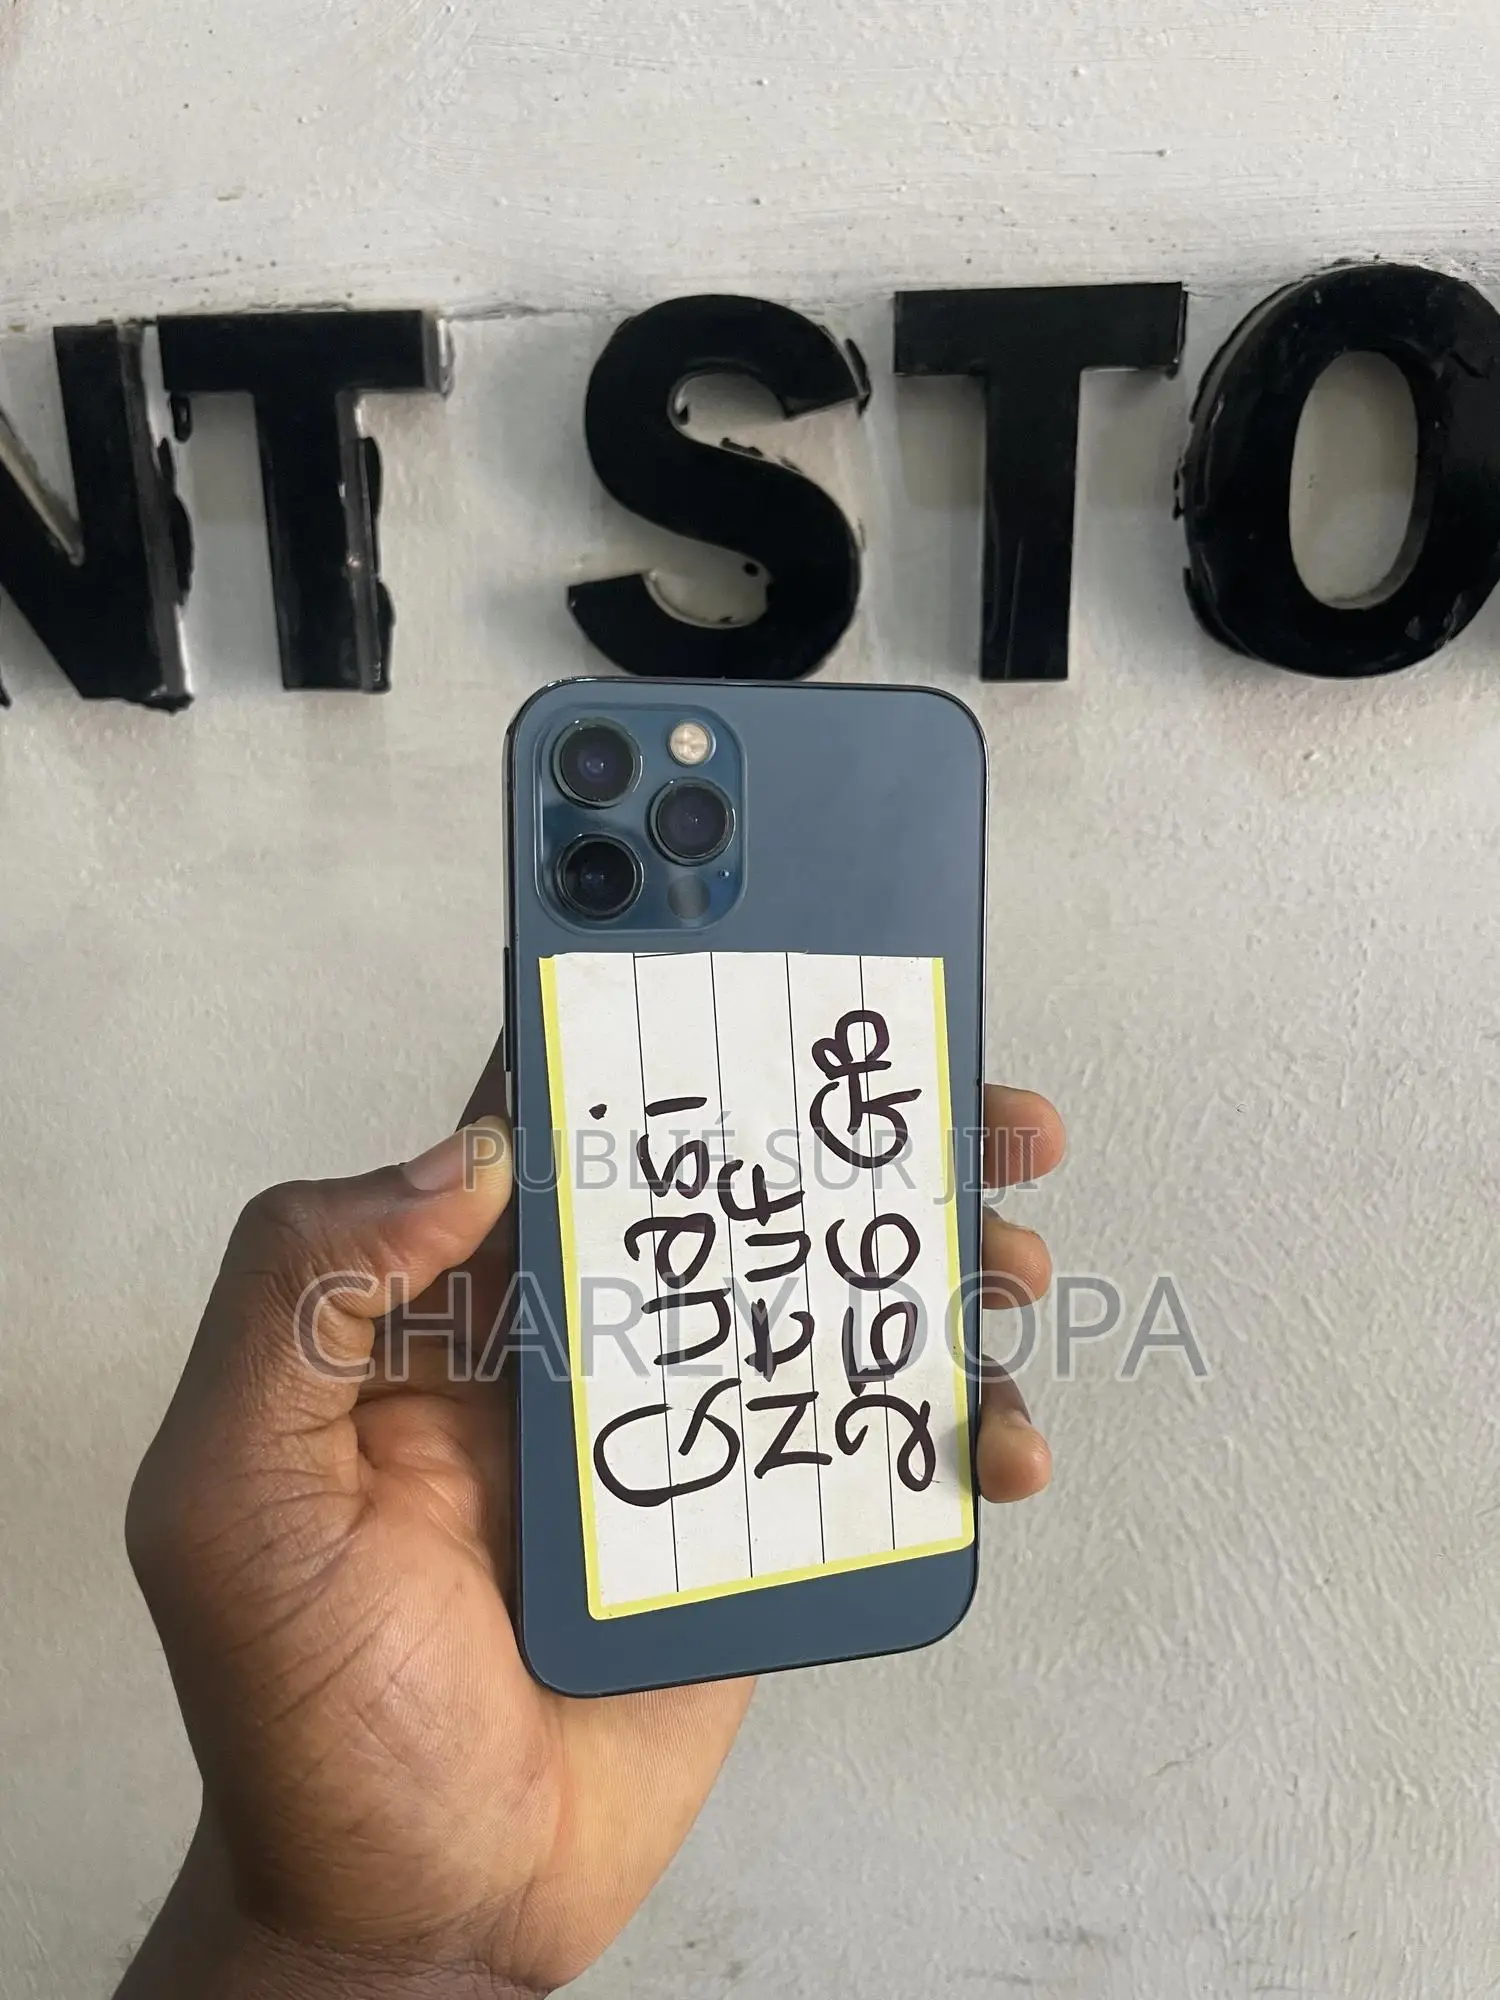 NT STO
Quasi
Neuf
256 GB
PUBLIÉ SUR JIJI
CHARLY DOPA